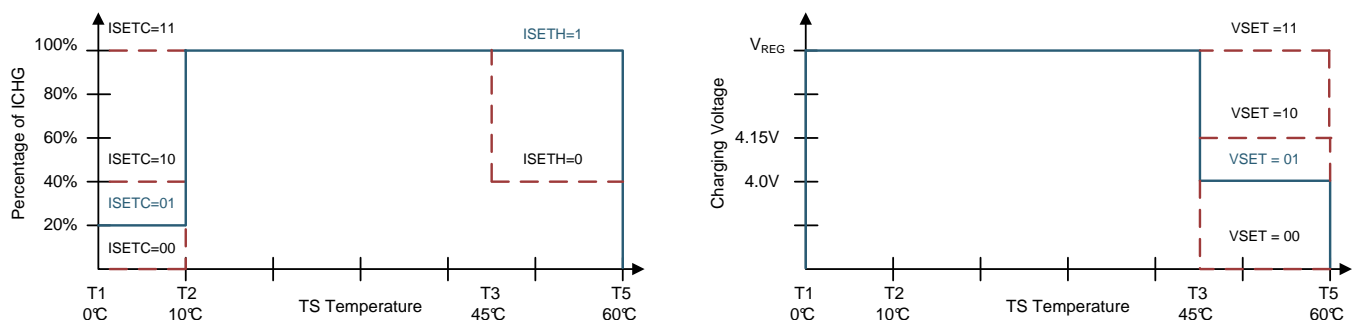 Percentage of ICHG
100%
80%
60%
40%
20%
ISETC=11
ISETC=10
ISETC=01
ISETC=00
ISETH=1
ISETH=0
T1
0℃
T2
10℃
TS Temperature
T3
45℃
T5
60℃
Charging Voltage
VREG
4.15V
4.0V
VSET =11
VSET =10
VSET = 01
VSET = 00
T1
0℃
T2
10℃
TS Temperature
T3
45℃
T5
60℃